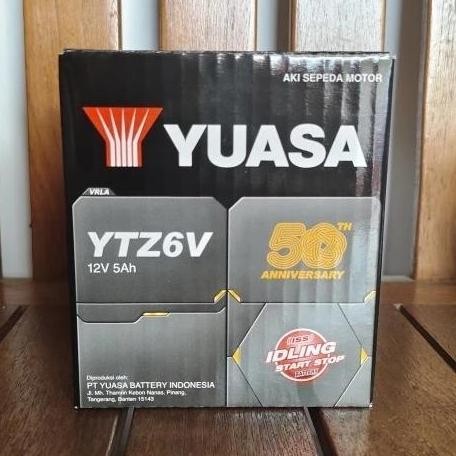 AKI SEPEDA MOTOR
YUASA
VRLA
YTZ6V
12V 5Ah
50TH
ANNIVERSARY
ISS
IDLING
START STOP
BATTERY
Diproduksi oleh:
PT YUASA BATTERY INDONESIA
Jl. Mh. Thamrin Kebon Nanas, Pinang,
Tangerang, Banten 15143